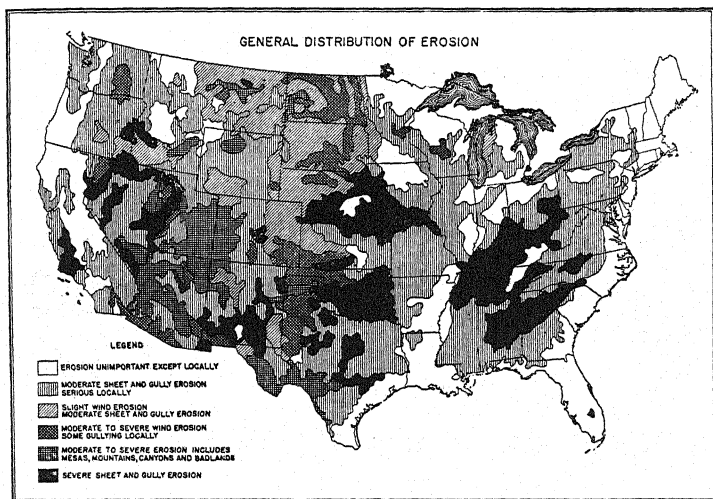 GENERAL DISTRIBUTION OF EROSION
LEGEND
EROSION UNIMPORTANT EXCEPT LOCALLY
MODERATE SHEET AND GULLY EROSION
SERIOUS LOCALLY
SLIGHT WIND EROSION
MODERATE SHEET AND GULLY EROSION
MODERATE TO SEVERE WIND EROSION
SOME GULLYING LOCALLY
MODERATE TO SEVERE EROSION INCLUDES
MESAS, MOUNTAINS, CANYONS AND BADLANDS
SEVERE SHEET AND GULLY EROSION